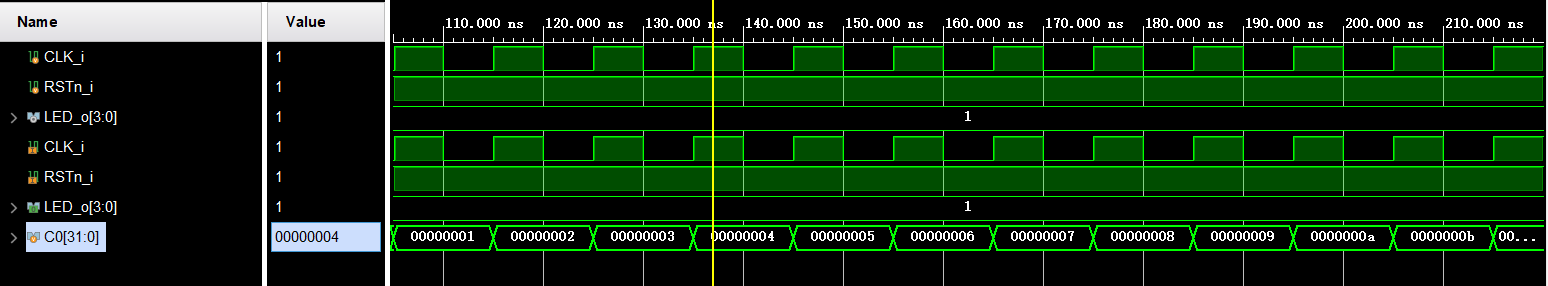 Name Value 110.000 ns 120.000 ns 130.000 ns 140.000 ns 150.000 ns 160.000 ns 170.000 ns 180.000 ns 190.000 ns 200.000 ns 210.000 ns
CLK_i 1
RSTn_i 1
LED_o[3:0] 1 1
CLK_i 1
RSTn_i 1
LED_o[3:0] 1 1
C0[31:0] 00000004 00000001 00000002 00000003 00000004 00000005 00000006 00000007 00000008 00000009 0000000a 0000000b 00...